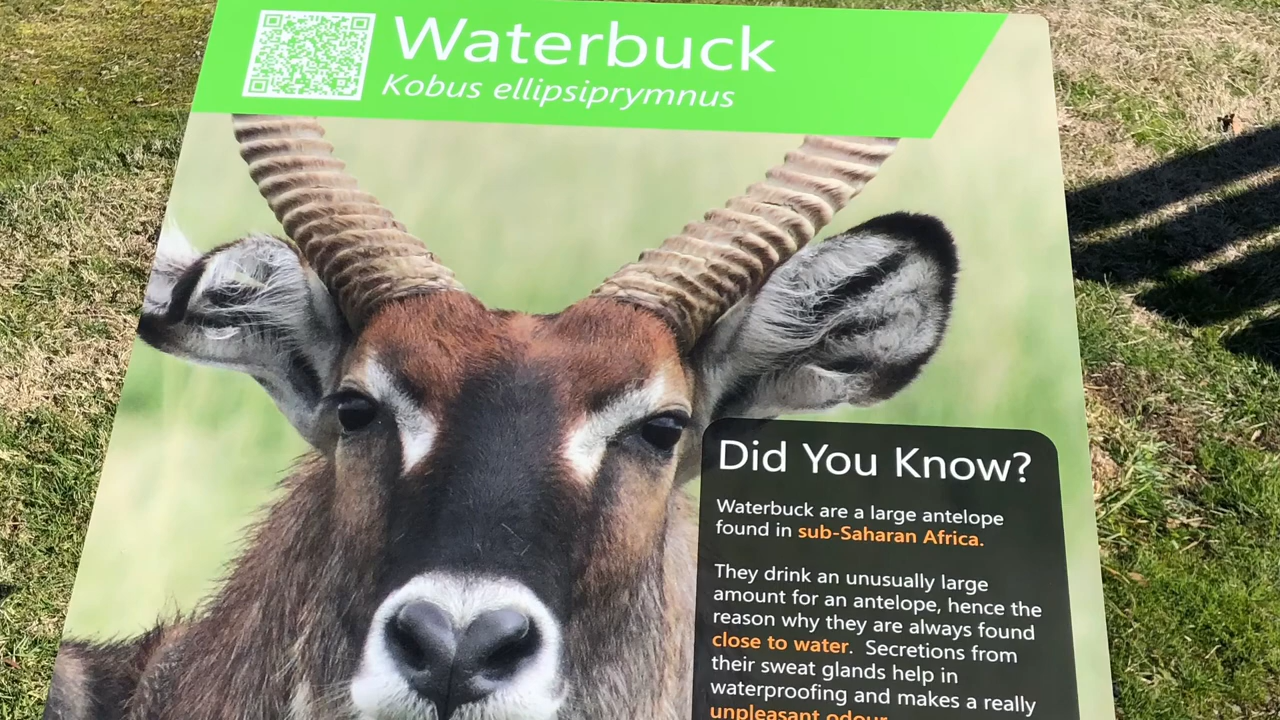 Waterbuck
Kobus ellipsiprymnus
Did You Know?
Waterbuck are a large antelope
found in sub-Saharan Africa.
They drink an unusually large
amount for an antelope, hence the
reason why they are always found
close to water. Secretions from
their sweat glands help in
waterproofing and makes a really
unpleasant odour